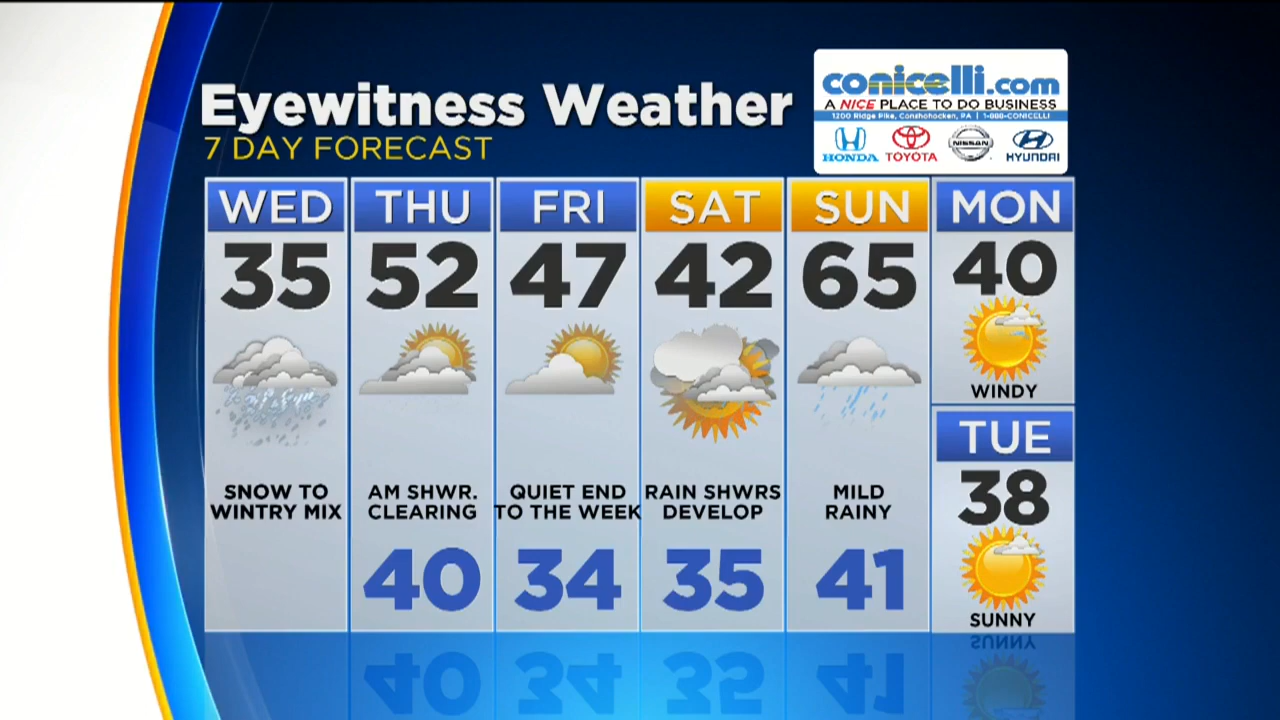 Eyewitness Weather
7 DAY FORECAST
conicelli.com
A NICE PLACE TO DO BUSINESS
1200 Ridge Pike, Conshohocken, PA | 1-888-CONICELLI
HONDA TOYOTA NISSAN HYUNDAI
WED
35
SNOW TO
WINTRY MIX
THU
52
AM SHWR.
CLEARING
40
FRI
47
QUIET END
TO THE WEEK
34
SAT
42
RAIN SHWRS
DEVELOP
35
SUN
65
MILD
RAINY
41
MON
40
WINDY
TUE
38
SUNNY